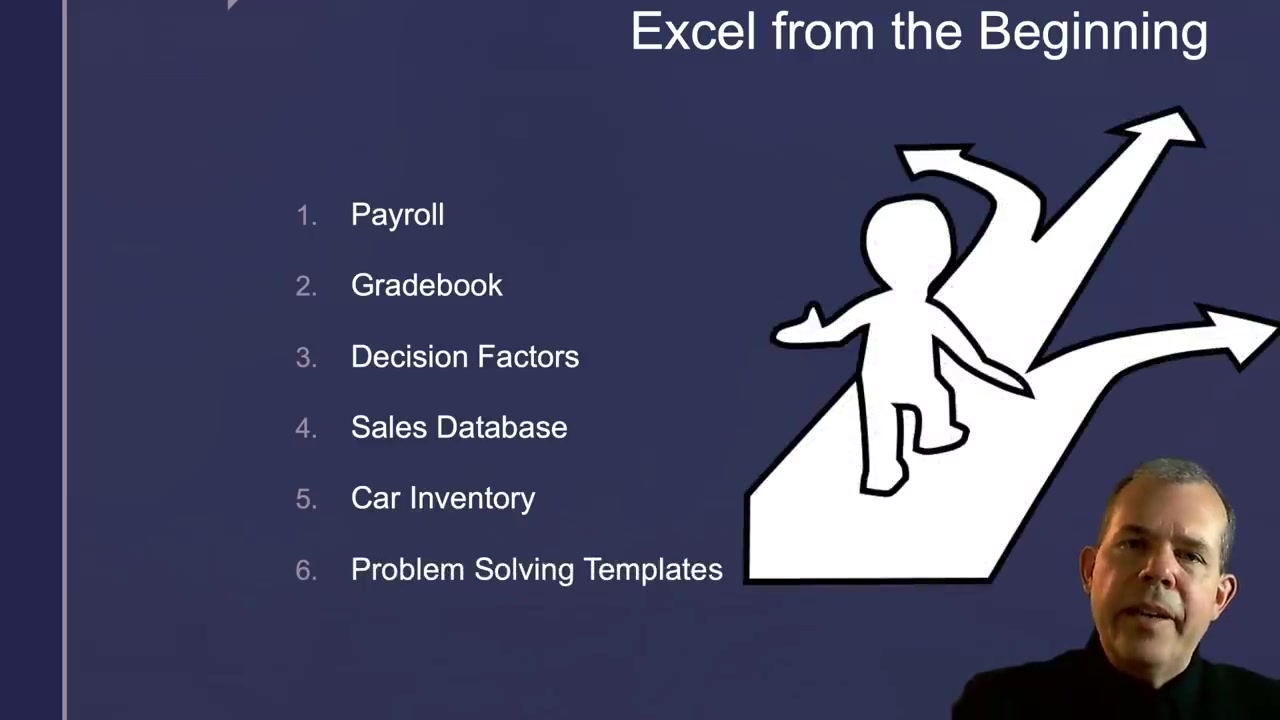 Excel from the Beginning
1. Payroll
2. Gradebook
3. Decision Factors
4. Sales Database
5. Car Inventory
6. Problem Solving Templates